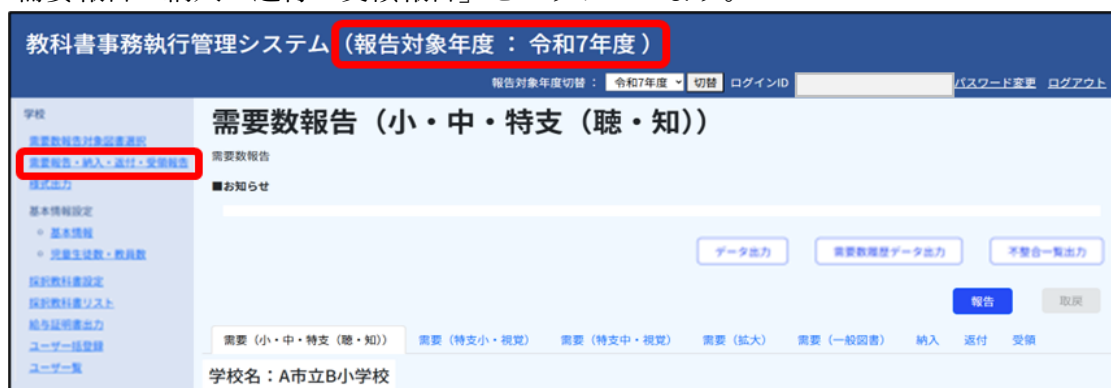 需要報告・納入・返付・受領報告」をクリックします。
教科書事務執行管理システム（報告対象年度 ： 令和7年度 ）
報告対象年度切替 ： 令和7年度 切替 ログインID パスワード変更 ログアウト
学校
需要数報告対象図書選択
需要報告・納入・返付・受領報告
様式出力
基本情報設定
基本情報
児童生徒数・教員数
採択教科書設定
採択教科書リスト
給与証明書出力
ユーザー一括登録
ユーザー一覧
需要数報告（小・中・特支（聴・知））
需要数報告
■お知らせ
データ出力 需要数履歴データ出力 不整合一覧出力
報告 取戻
需要（小・中・特支（聴・知）） 需要（特支小・視覚） 需要（特支中・視覚） 需要（拡大） 需要（一般図書） 納入 返付 受領
学校名：A市立B小学校